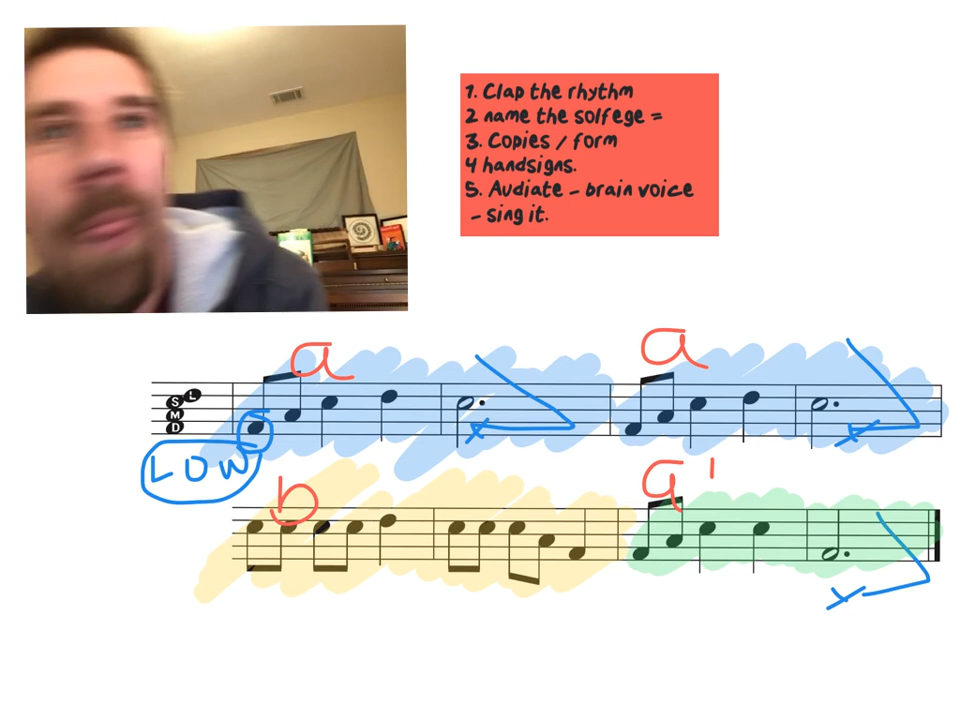 1. Clap the rhythm
2 name the solfege =
3. Copies / form
4 handsigns.
5. Audiate - brain voice
- sing it.
a
a
L
S
M
D
LOW
b
a'